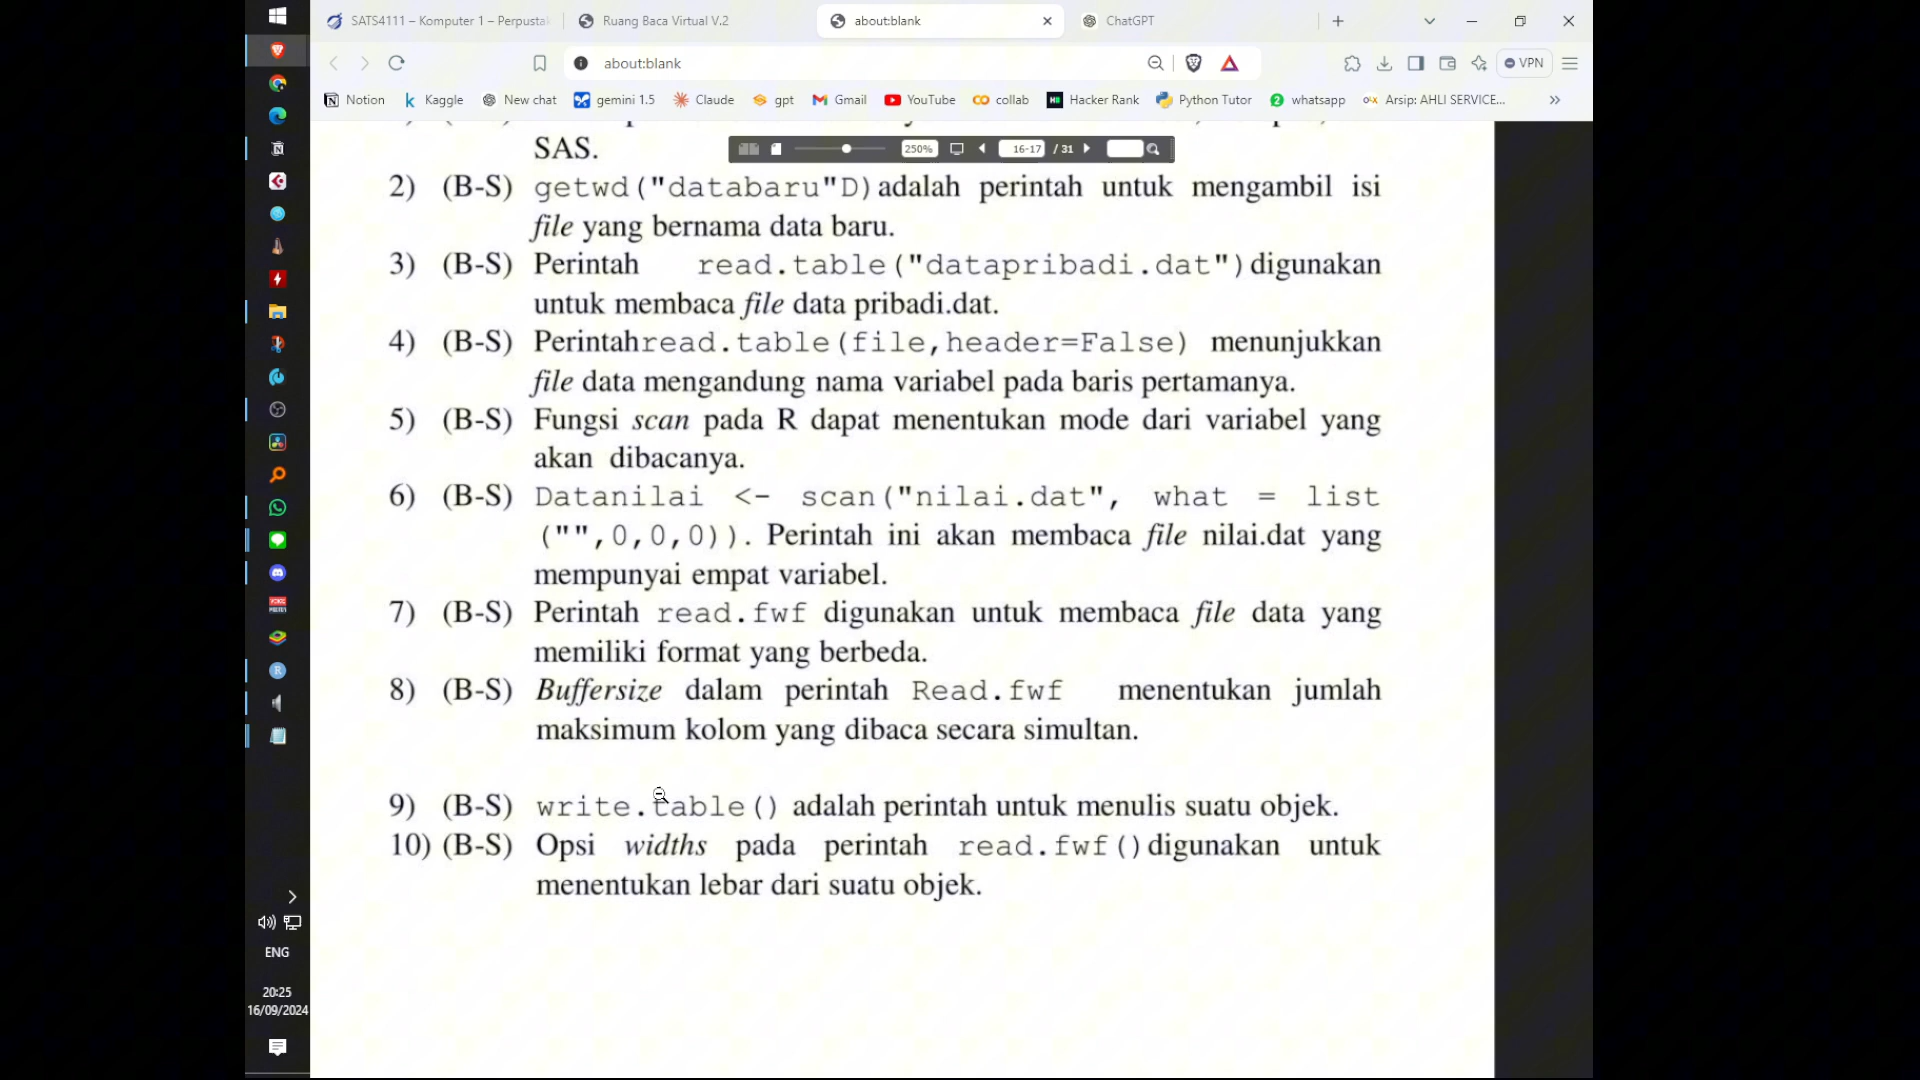 SATS4111 – Komputer 1 – Perpustak
Ruang Baca Virtual V.2
about:blank
ChatGPT
about:blank
VPN
Notion
Kaggle
New chat
gemini 1.5
Claude
gpt
Gmail
YouTube
collab
Hacker Rank
Python Tutor
whatsapp
Arsip: AHLI SERVICE...
250%
16-17
/ 31
SAS.
2) (B-S) getwd("databaru"D)adalah perintah untuk mengambil isi
file yang bernama data baru.
3) (B-S) Perintah read.table("datapribadi.dat")digunakan
untuk membaca file data pribadi.dat.
4) (B-S) Perintahread.table(file,header=False) menunjukkan
file data mengandung nama variabel pada baris pertamanya.
5) (B-S) Fungsi scan pada R dapat menentukan mode dari variabel yang
akan dibacanya.
6) (B-S) Datanilai <- scan("nilai.dat", what = list
("",0,0,0)). Perintah ini akan membaca file nilai.dat yang
mempunyai empat variabel.
7) (B-S) Perintah read.fwf digunakan untuk membaca file data yang
memiliki format yang berbeda.
8) (B-S) Buffersize dalam perintah Read.fwf menentukan jumlah
maksimum kolom yang dibaca secara simultan.
9) (B-S) write.table() adalah perintah untuk menulis suatu objek.
10) (B-S) Opsi widths pada perintah read.fwf()digunakan untuk
menentukan lebar dari suatu objek.
ENG
20:25
16/09/2024